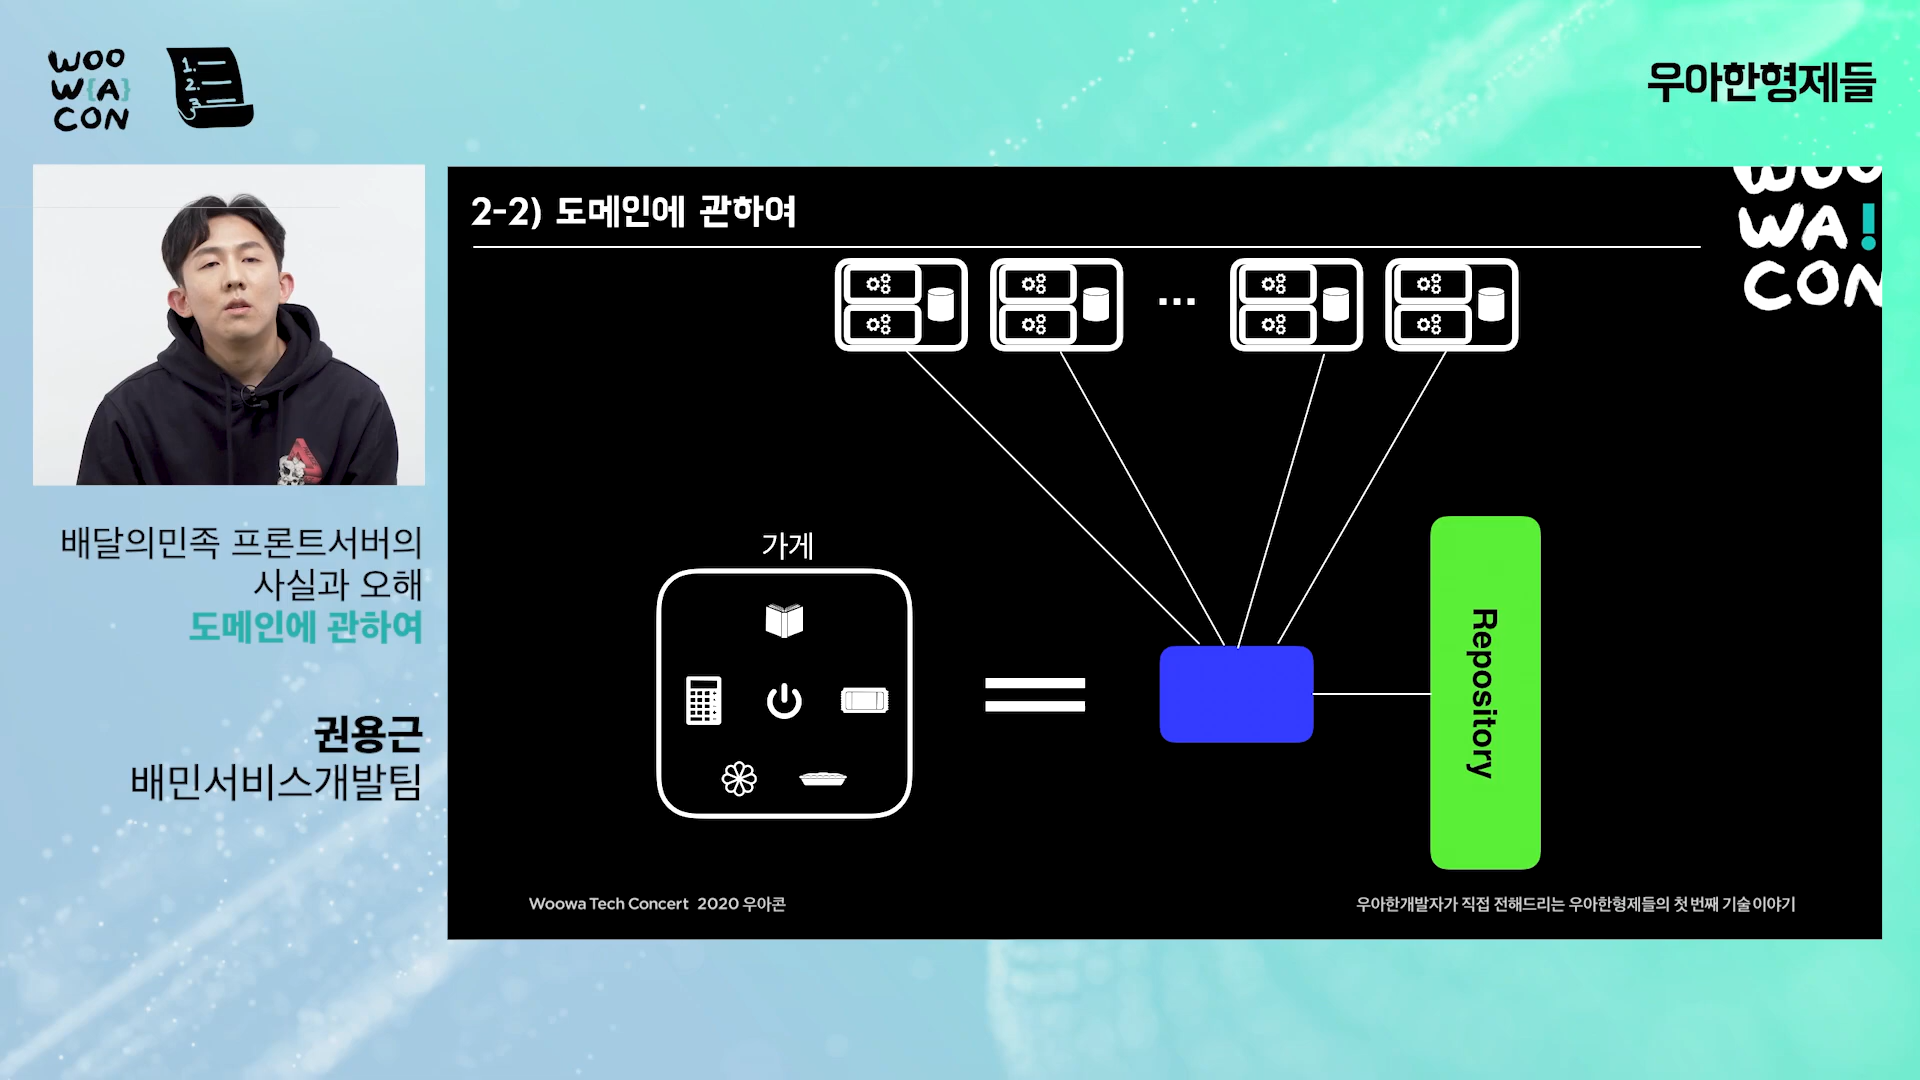 WOO
W{A}
CON
1.
2.
3.
우아한형제들
2-2) 도메인에 관하여
WOO
WA!
CON
...
가게
Repository
Woowa Tech Concert 2020 우아콘
우아한개발자가 직접 전해드리는 우아한형제들의 첫 번째 기술 이야기
배달의민족 프론트서버의
사실과 오해
도메인에 관하여
권용근
배민서비스개발팀